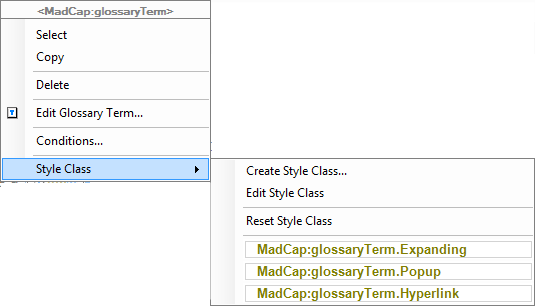 <MadCap:glossaryTerm>
Select
Copy
Delete
Edit Glossary Term...
Conditions...
Style Class
Create Style Class...
Edit Style Class
Reset Style Class
MadCap:glossaryTerm.Expanding
MadCap:glossaryTerm.Popup
MadCap:glossaryTerm.Hyperlink